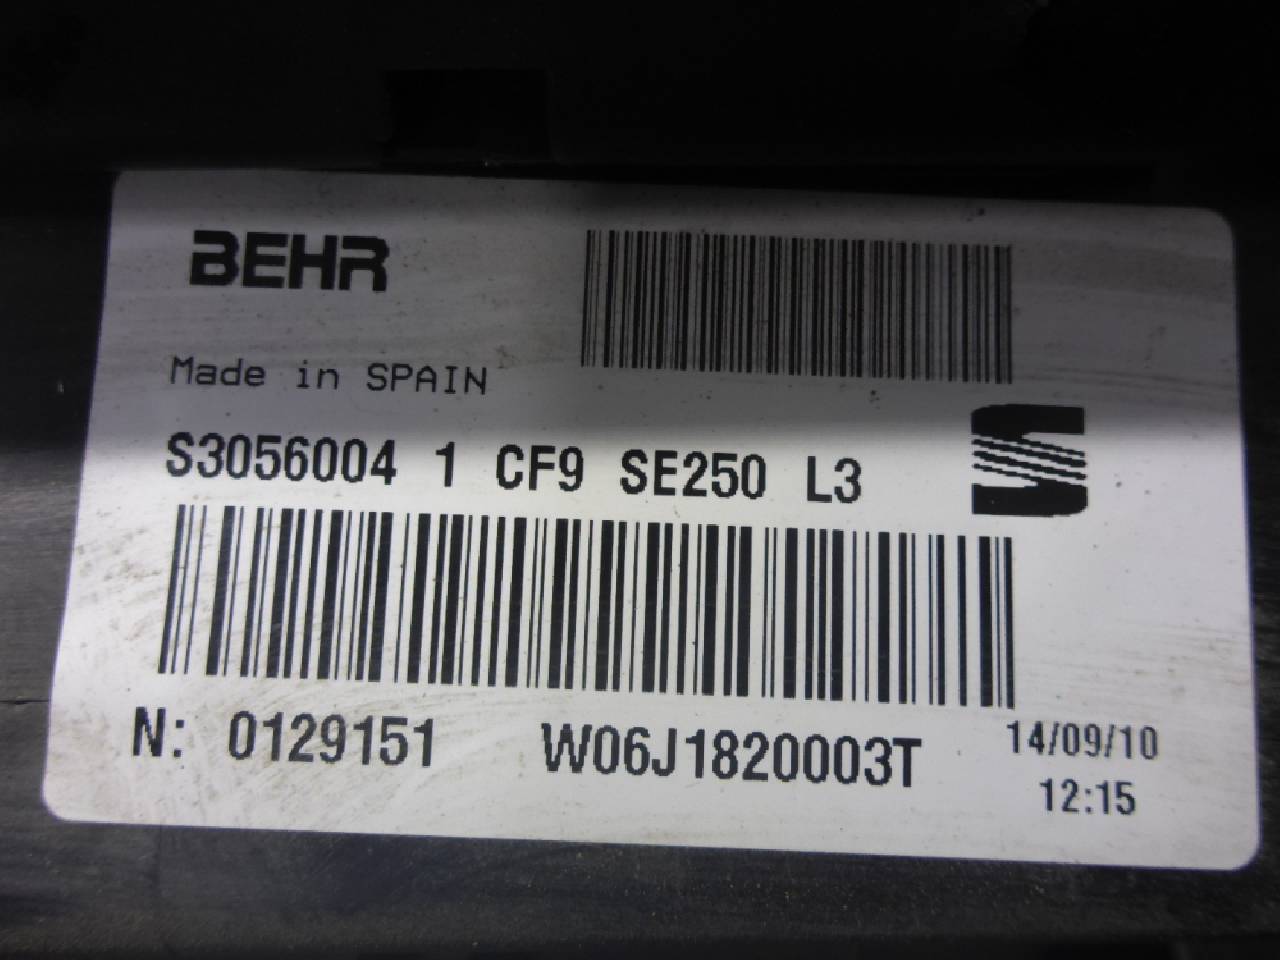 BEHR
Made in SPAIN
S3056004 1 CF9 SE250 L3
N: 0129151 W06J1820003T 14/09/10
12:15